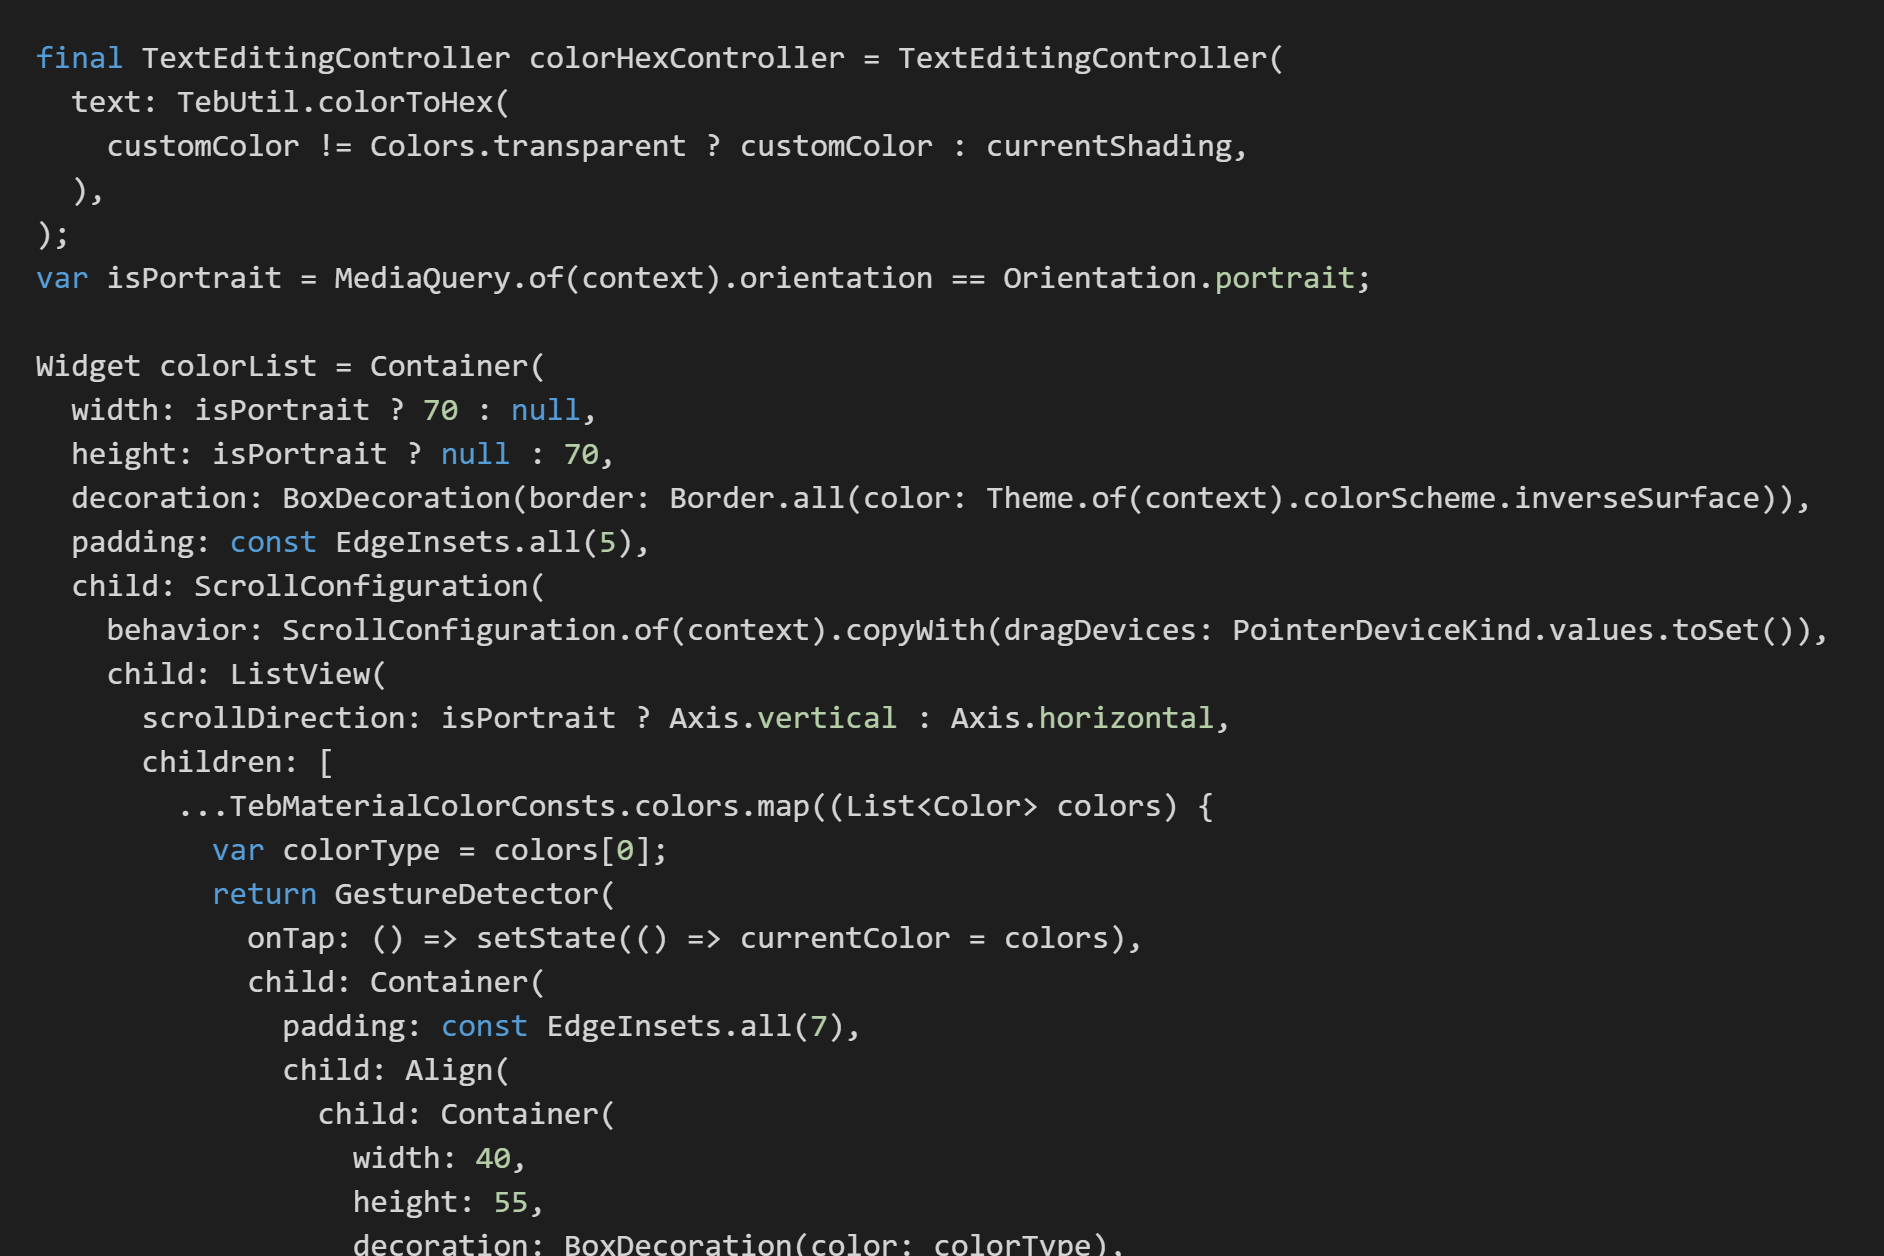 final TextEditingController colorHexController = TextEditingController(
  text: TebUtil.colorToHex(
    customColor != Colors.transparent ? customColor : currentShading,
  ),
);
var isPortrait = MediaQuery.of(context).orientation == Orientation.portrait;

Widget colorList = Container(
  width: isPortrait ? 70 : null,
  height: isPortrait ? null : 70,
  decoration: BoxDecoration(border: Border.all(color: Theme.of(context).colorScheme.inverseSurface)),
  padding: const EdgeInsets.all(5),
  child: ScrollConfiguration(
    behavior: ScrollConfiguration.of(context).copyWith(dragDevices: PointerDeviceKind.values.toSet()),
    child: ListView(
      scrollDirection: isPortrait ? Axis.vertical : Axis.horizontal,
      children: [
        ...TebMaterialColorConsts.colors.map((List<Color> colors) {
          var colorType = colors[0];
          return GestureDetector(
            onTap: () => setState(() => currentColor = colors),
            child: Container(
              padding: const EdgeInsets.all(7),
              child: Align(
                child: Container(
                  width: 40,
                  height: 55,
                  decoration: BoxDecoration(color: colorType),